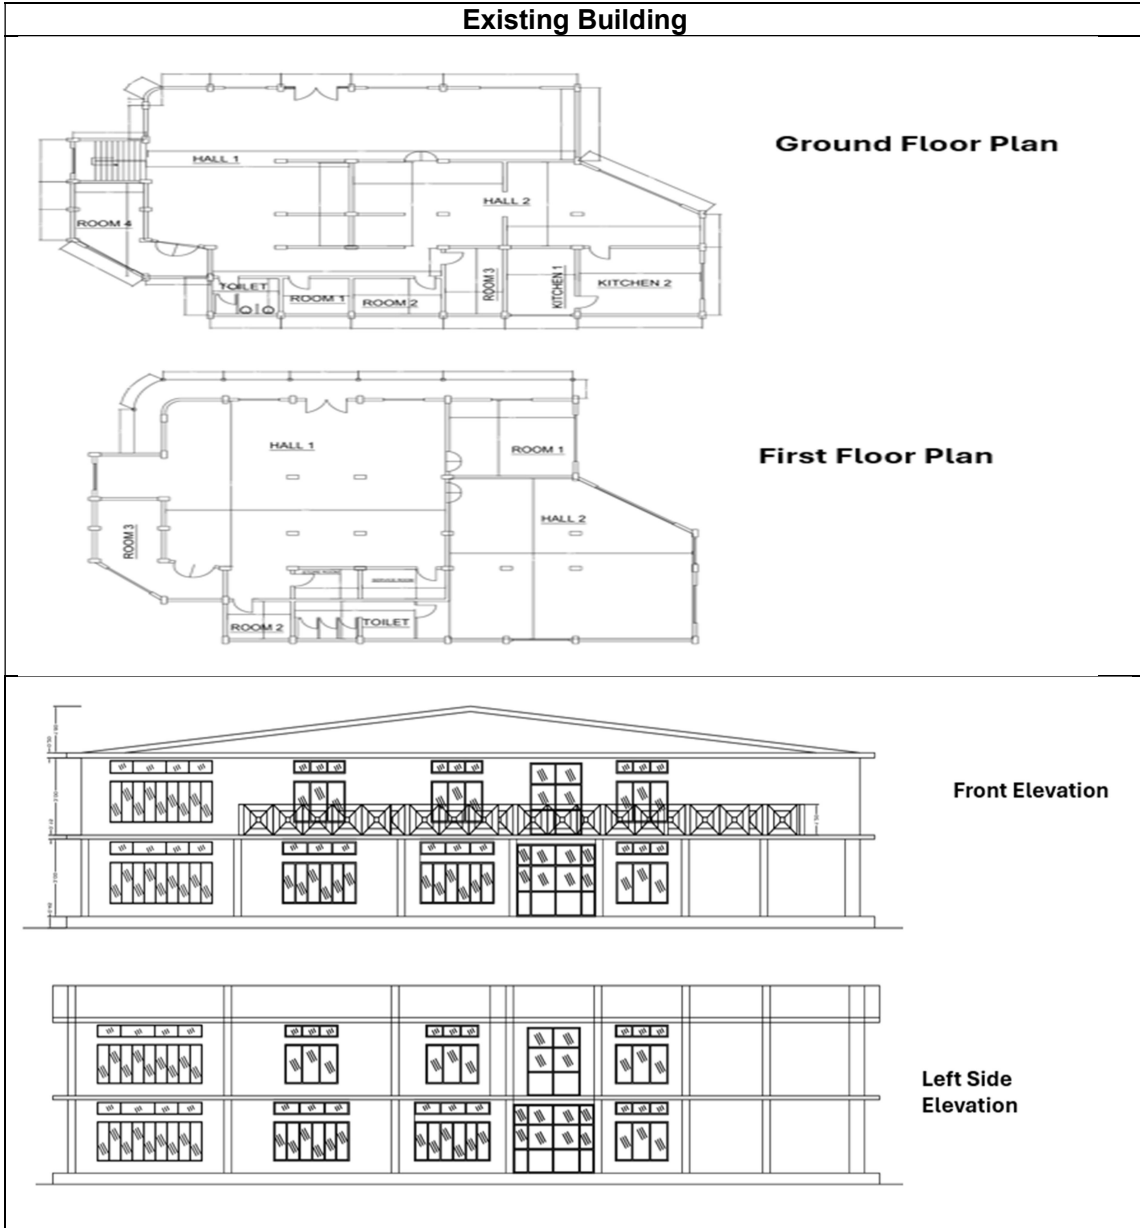 Existing Building
Ground Floor Plan
HALL 1
HALL 2
ROOM 4
TOILET
ROOM 1
ROOM 2
ROOM 3
KITCHEN 1
KITCHEN 2
First Floor Plan
HALL 1
ROOM 1
HALL 2
ROOM 3
ROOM 2
TOILET
Front Elevation
Left Side
Elevation